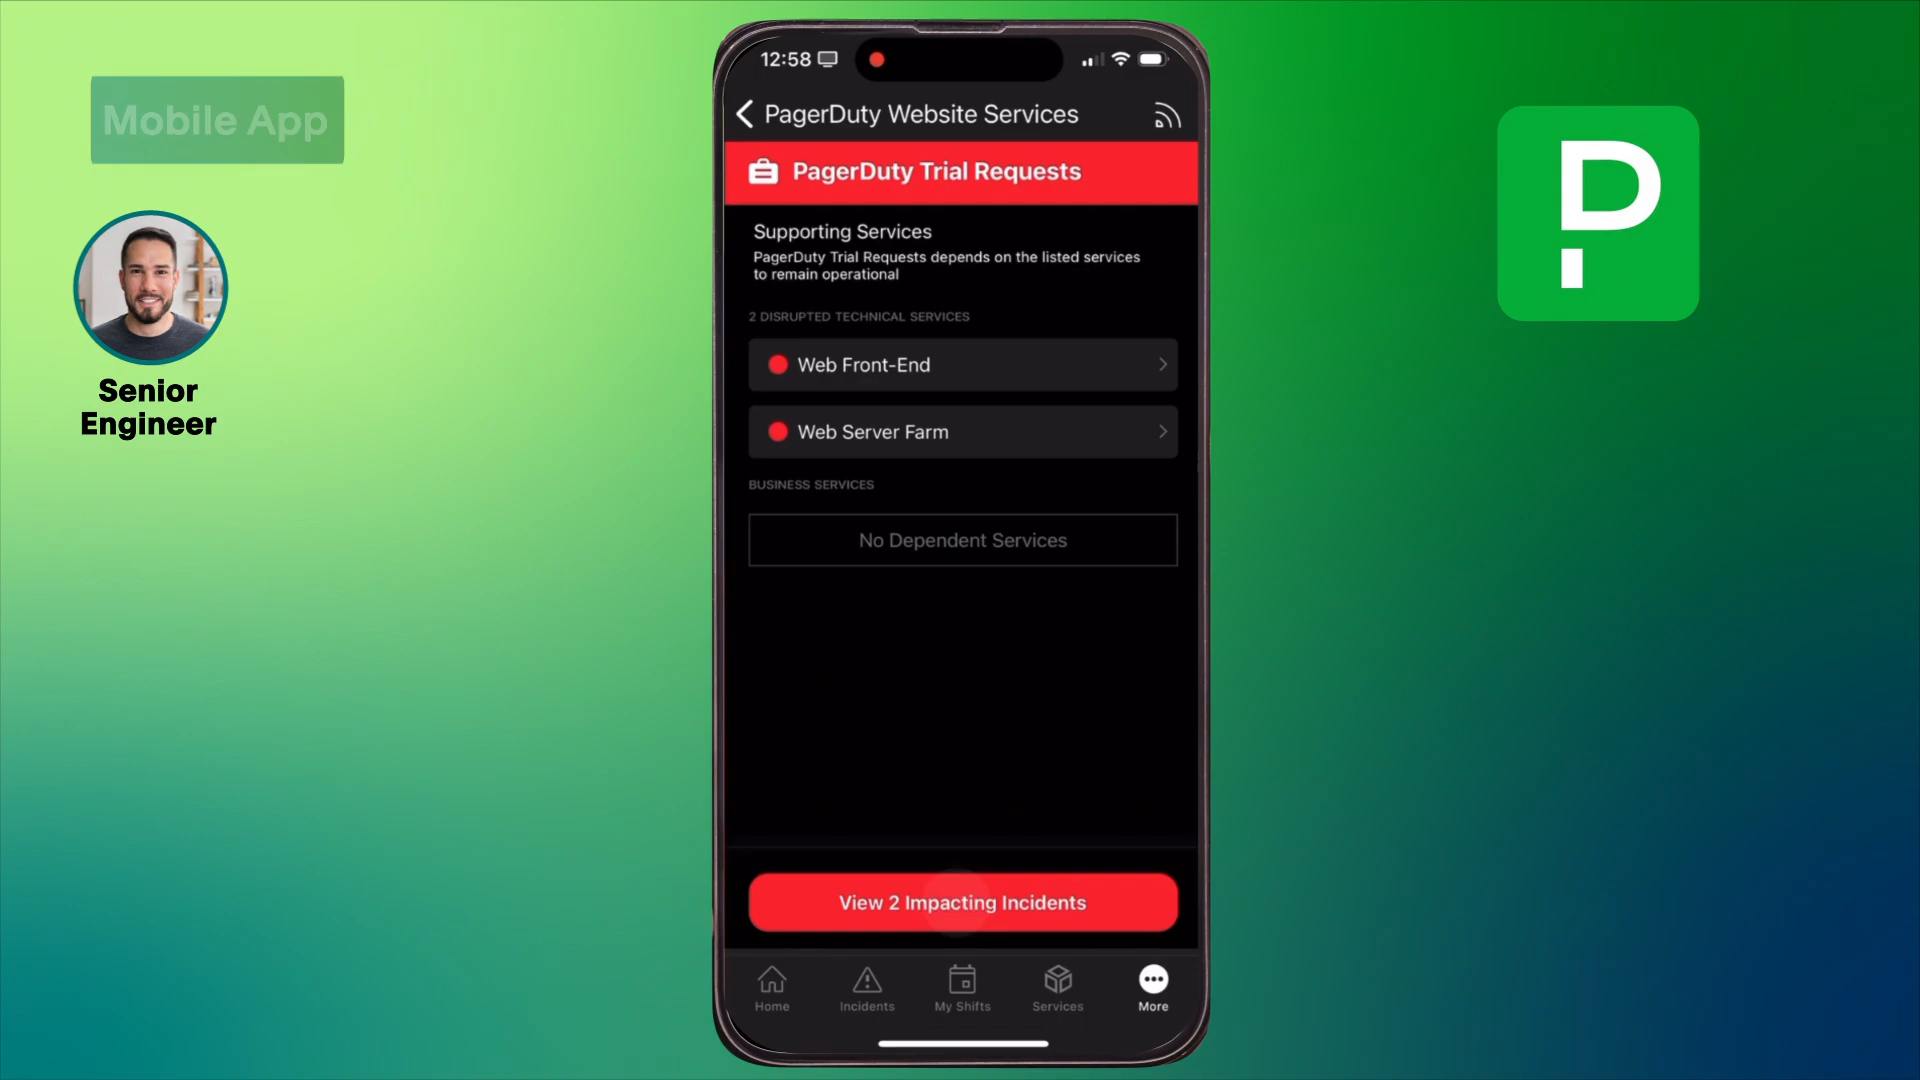 Mobile App
Senior
Engineer
12:58
PagerDuty Website Services
PagerDuty Trial Requests
Supporting Services
PagerDuty Trial Requests depends on the listed services
to remain operational
2 DISRUPTED TECHNICAL SERVICES
Web Front-End
Web Server Farm
BUSINESS SERVICES
No Dependent Services
View 2 Impacting Incidents
Home
Incidents
My Shifts
Services
More
P